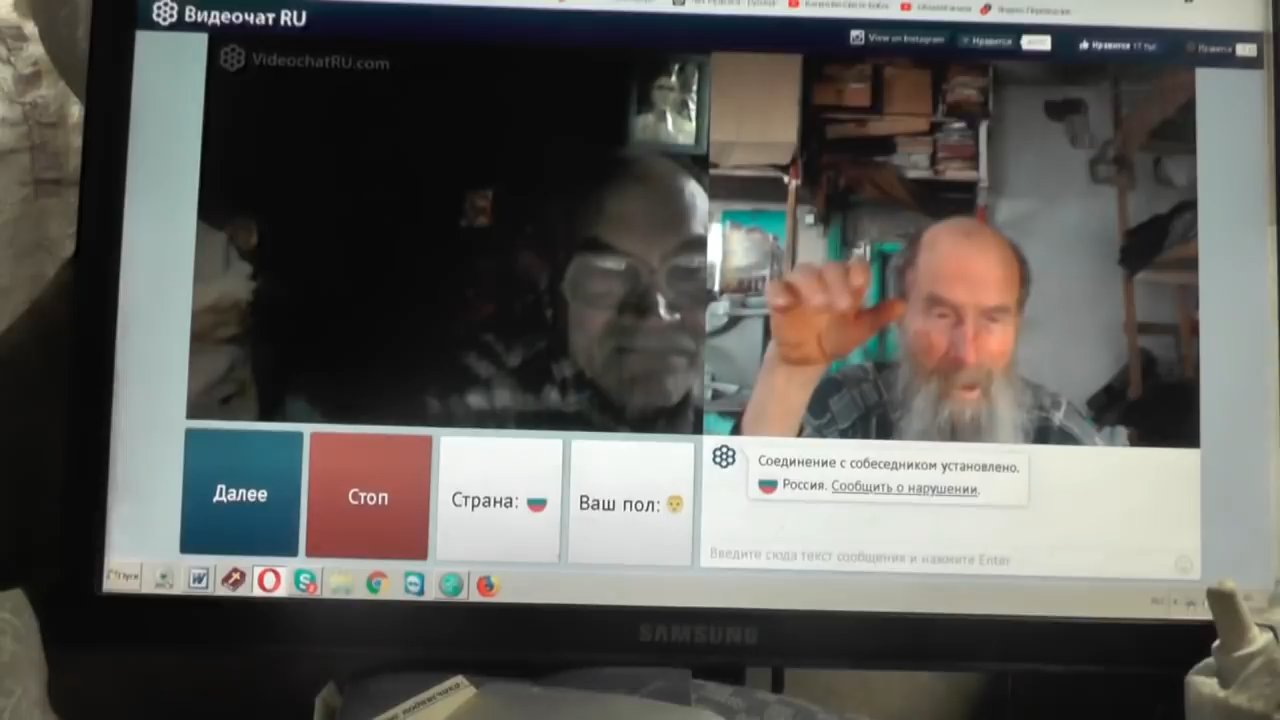 Видеочат RU
View on Instagram
Нравится
Нравится
VideochatRU.com
Далее
Стоп
Страна:
Ваш пол:
Соединение с собеседником установлено.
Россия. Сообщить о нарушении.
Введите сюда текст сообщения и нажмите Enter
SAMSUNG